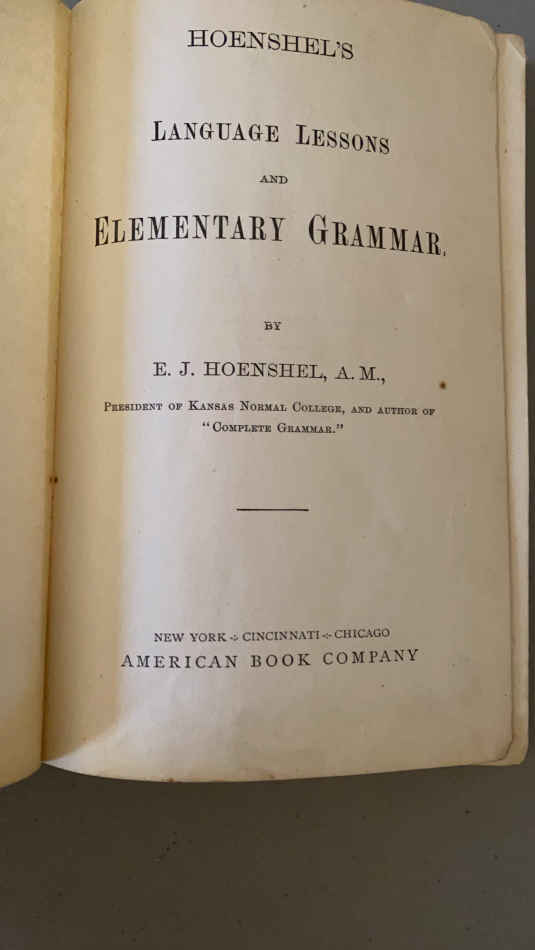 HOENSHEL'S
LANGUAGE LESSONS
AND
ELEMENTARY GRAMMAR.
BY
E. J. HOENSHEL, A. M.,
PRESIDENT OF KANSAS NORMAL COLLEGE, AND AUTHOR OF
"COMPLETE GRAMMAR."
NEW YORK ⁘ CINCINNATI ⁘ CHICAGO
AMERICAN BOOK COMPANY